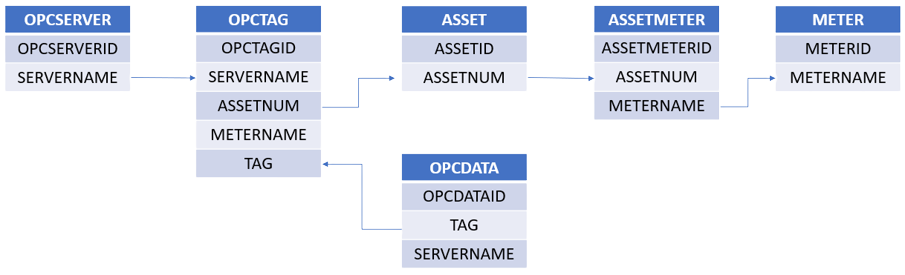 OPCSERVER
OPCSERVERID
SERVERNAME
OPCTAG
OPCTAGID
SERVERNAME
ASSETNUM
METERNAME
TAG
ASSET
ASSETID
ASSETNUM
ASSETMETER
ASSETMETERID
ASSETNUM
METERNAME
METER
METERID
METERNAME
OPCDATA
OPCDATAID
TAG
SERVERNAME